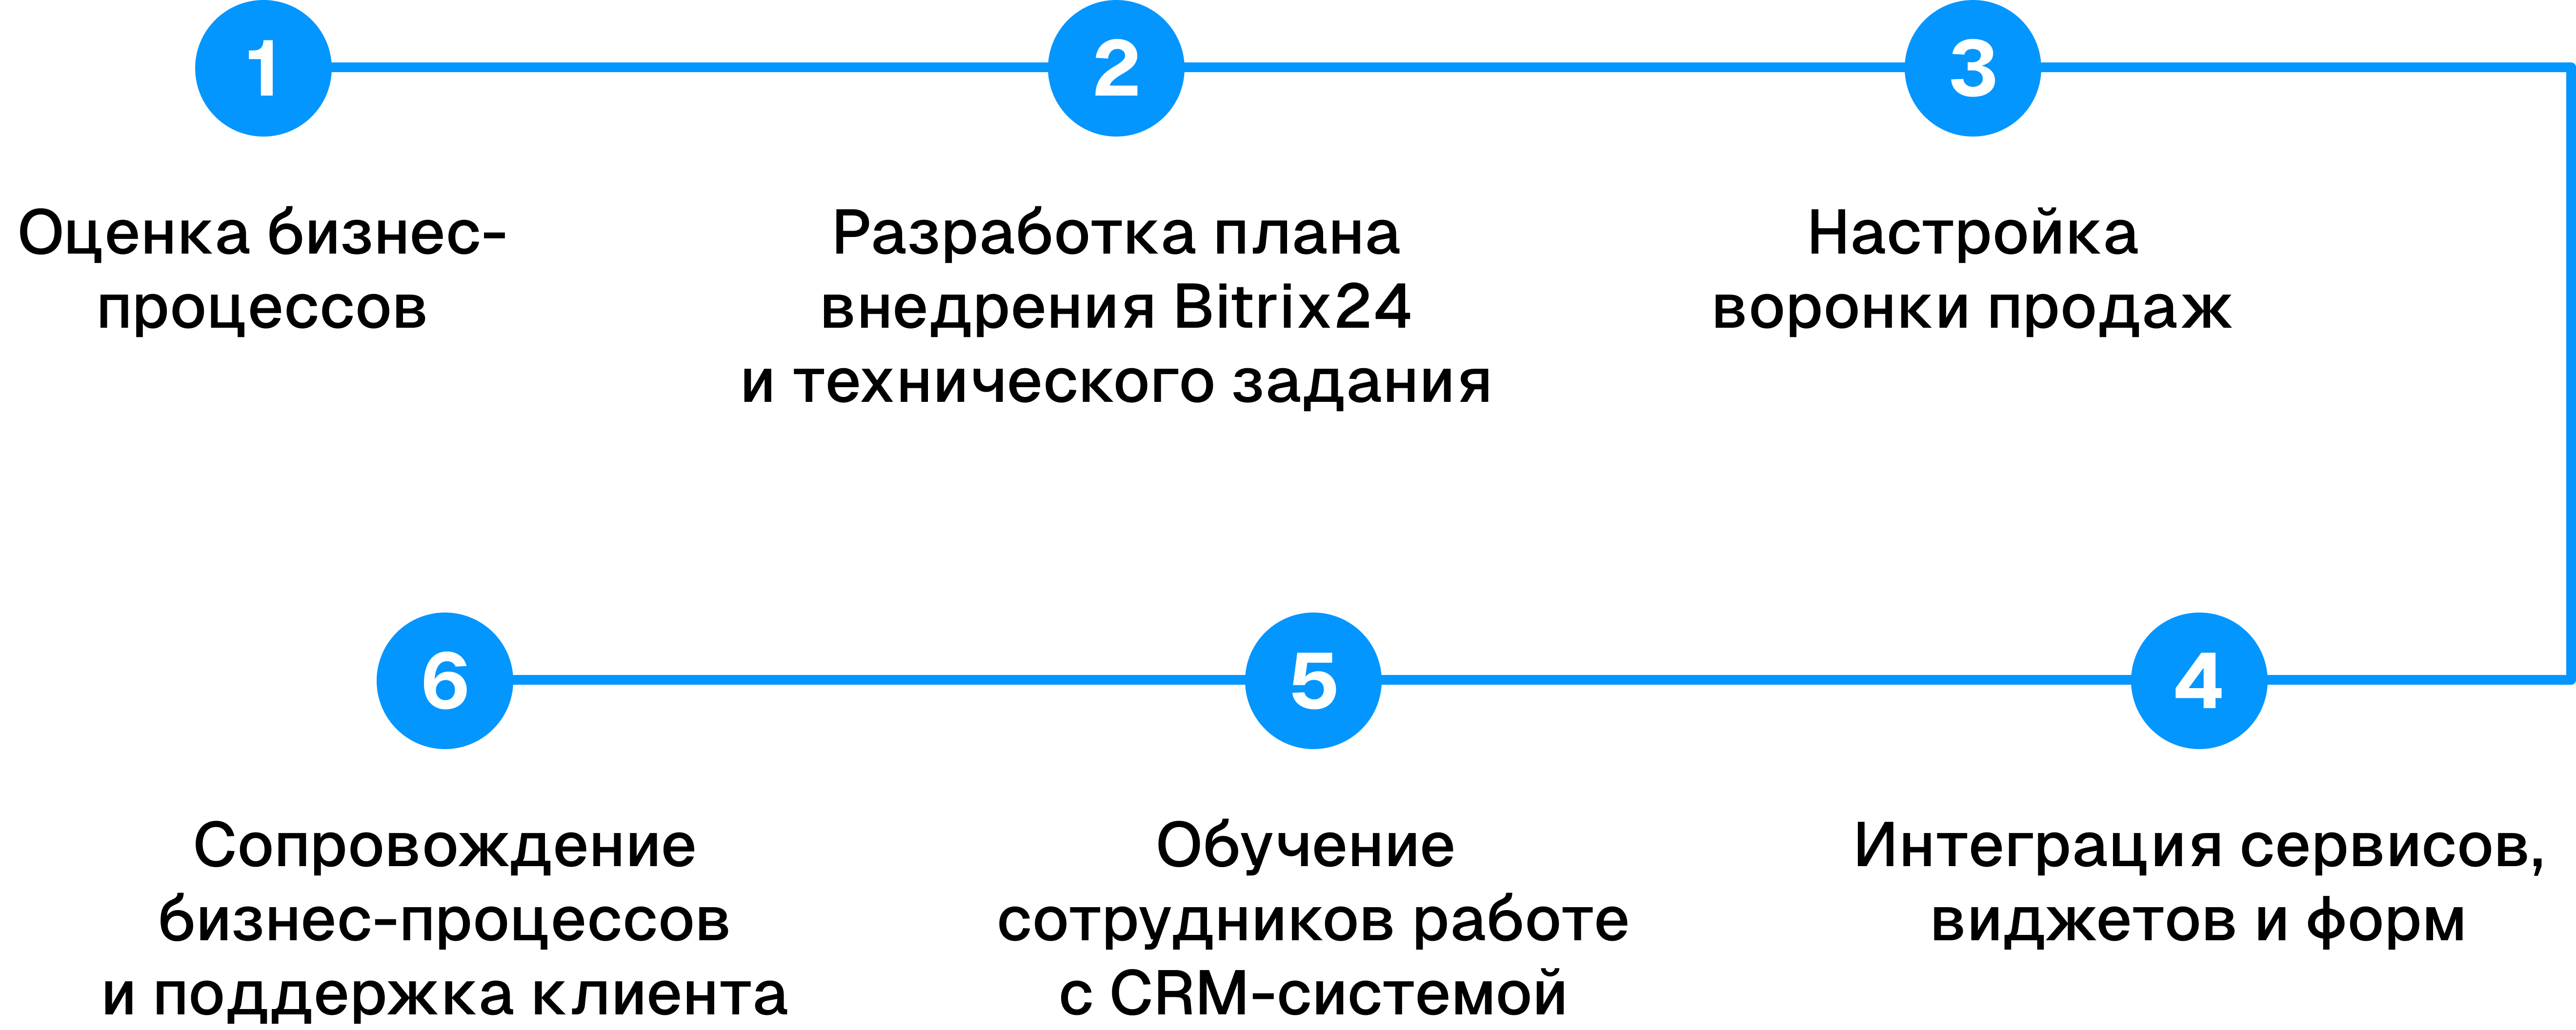 1
Оценка бизнес-
процессов
2
Разработка плана
внедрения Bitrix24
и технического задания
3
Настройка
воронки продаж
4
Интеграция сервисов,
виджетов и форм
5
Обучение
сотрудников работе
с CRM-системой
6
Сопровождение
бизнес-процессов
и поддержка клиента